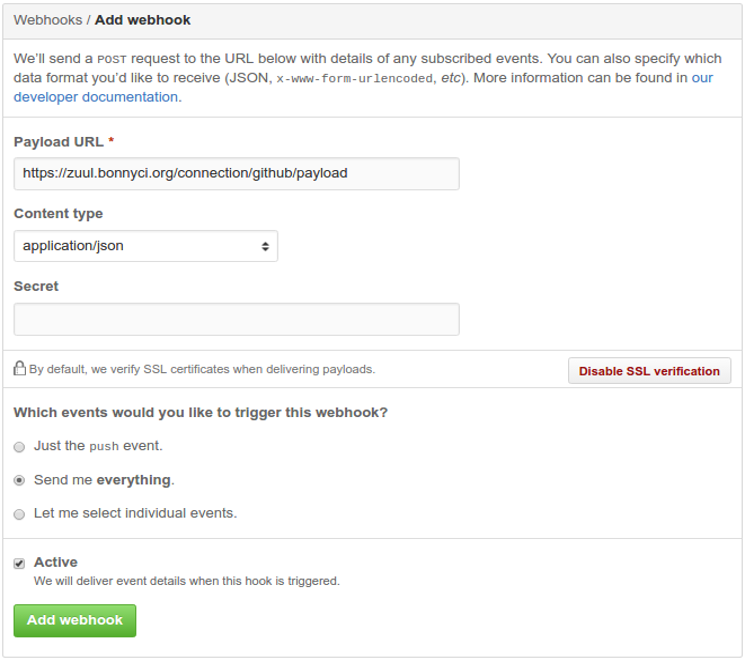 Webhooks / Add webhook
We'll send a POST request to the URL below with details of any subscribed events. You can also specify which
data format you'd like to receive (JSON, x-www-form-urlencoded, etc). More information can be found in our
developer documentation.
Payload URL *
https://zuul.bonnyci.org/connection/github/payload
Content type
application/json
Secret
By default, we verify SSL certificates when delivering payloads.
Disable SSL verification
Which events would you like to trigger this webhook?
Just the push event.
Send me everything.
Let me select individual events.
Active
We will deliver event details when this hook is triggered.
Add webhook